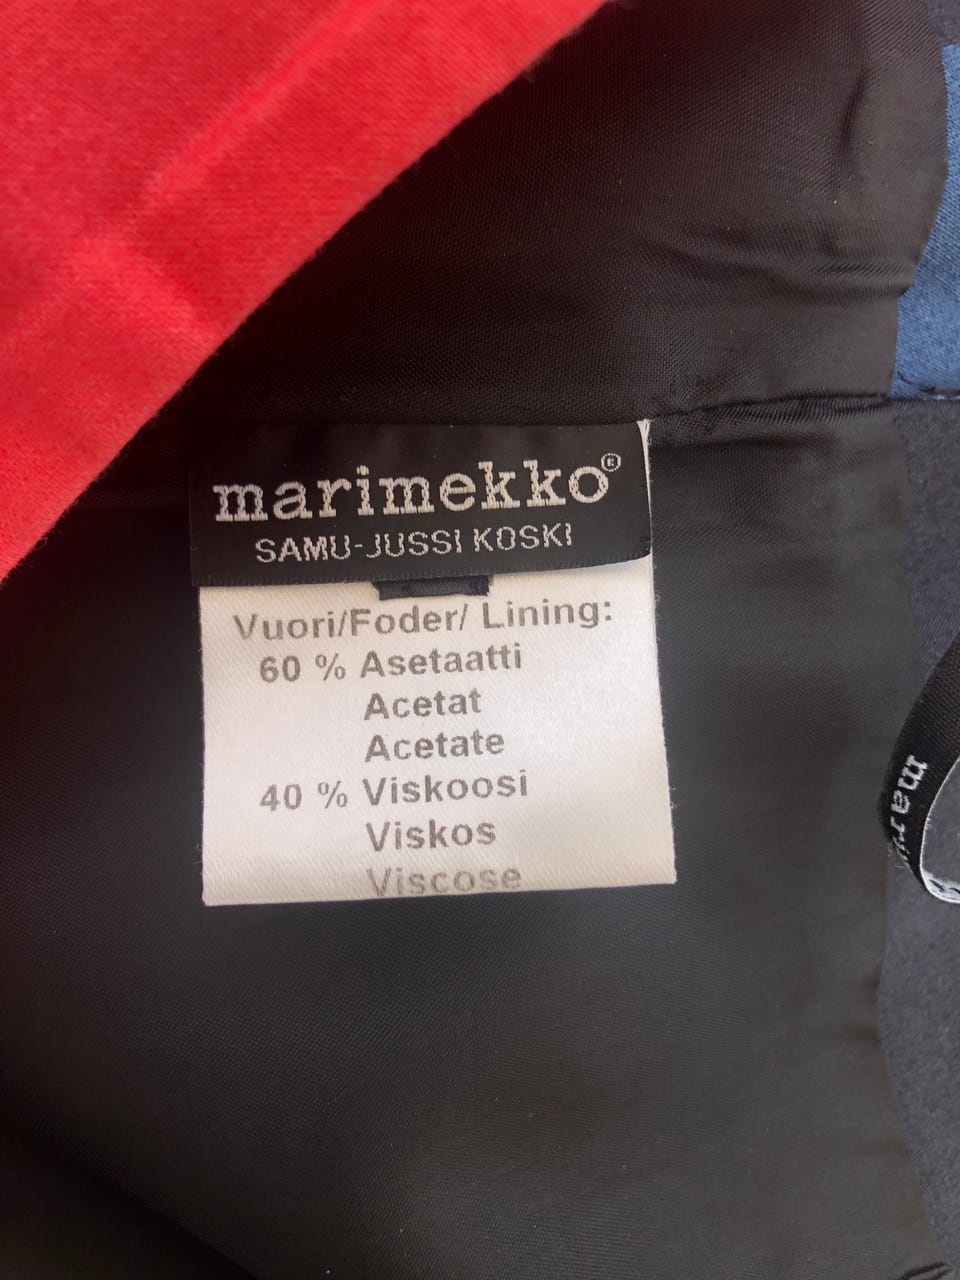 marimekko®
SAMU-JUSSI KOSKI
Vuori/Foder/ Lining:
60 % Asetaatti
Acetat
Acetate
40 % Viskoosi
Viskos
Viscose